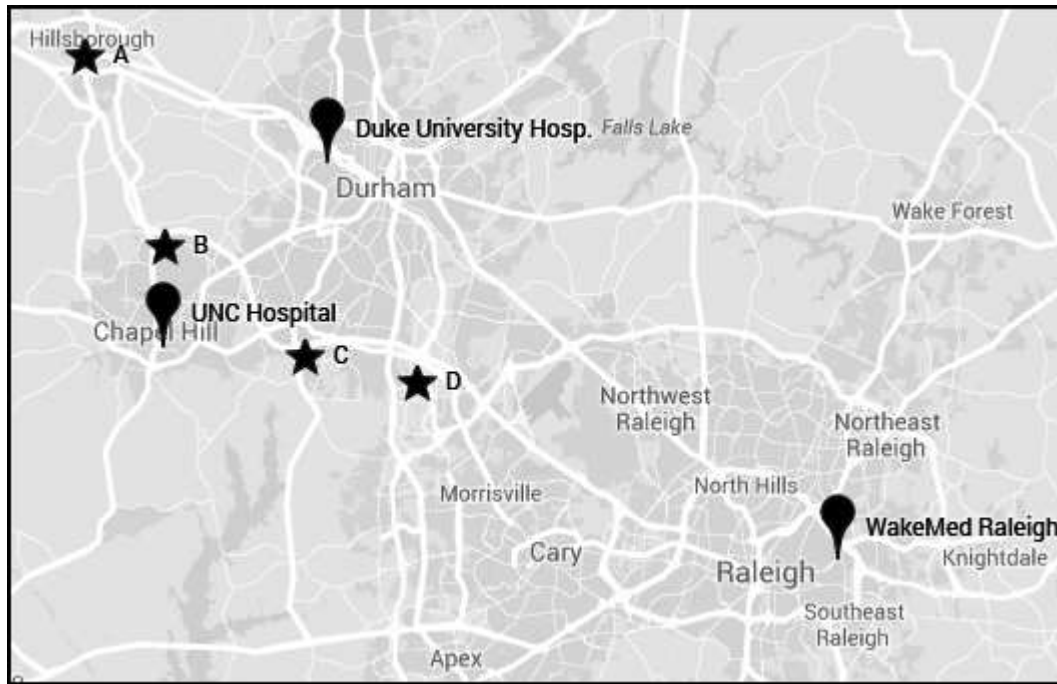 Hillsborough
A
Duke University Hosp.
Falls Lake
Durham
Wake Forest
B
UNC Hospital
Chapel Hill
C
D
Northwest
Raleigh
Northeast
Raleigh
North Hills
Morrisville
WakeMed Raleigh
Cary
Knightdale
Raleigh
Southeast
Raleigh
Apex